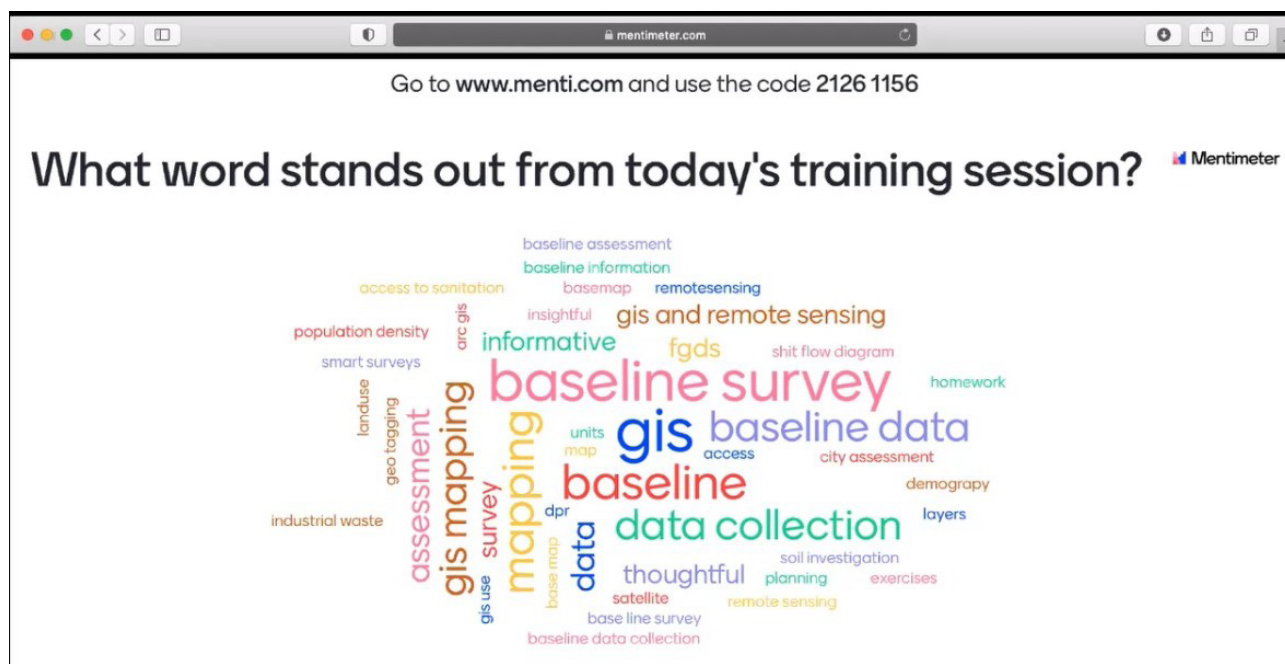 mentimeter.com
Go to www.menti.com and use the code 2126 1156
What word stands out from today's training session?
Mentimeter
baseline assessment
baseline information
access to sanitation
basemap
remotesensing
arc gis
insightful
gis and remote sensing
population density
informative
fgds
shit flow diagram
smart surveys
baseline survey
homework
landuse
geo tagging
assessment
gis mapping
mapping
units
gis
baseline data
map
access
city assessment
baseline
demograpy
survey
industrial waste
dpr
data
data collection
layers
base map
soil investigation
gis use
thoughtful
planning
exercises
satellite
remote sensing
base line survey
baseline data collection